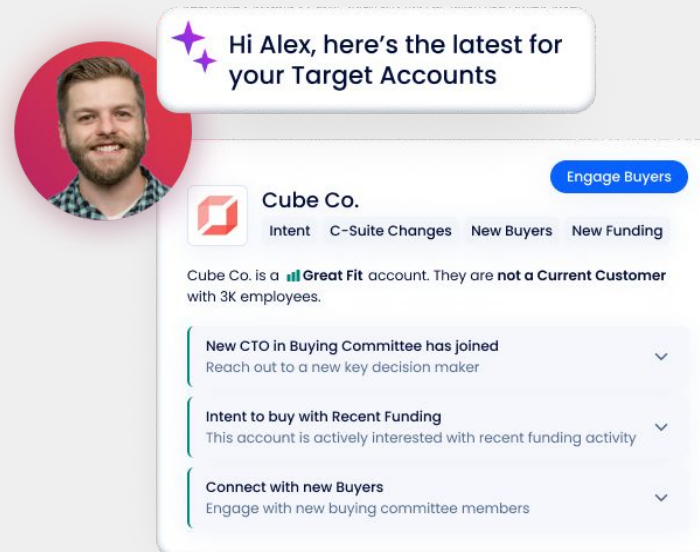 Hi Alex, here’s the latest for
your Target Accounts
Engage Buyers
Cube Co.
Intent C-Suite Changes New Buyers New Funding
Cube Co. is a Great Fit account. They are not a Current Customer
with 3K employees.
New CTO in Buying Committee has joined
Reach out to a new key decision maker
Intent to buy with Recent Funding
This account is actively interested with recent funding activity
Connect with new Buyers
Engage with new buying committee members